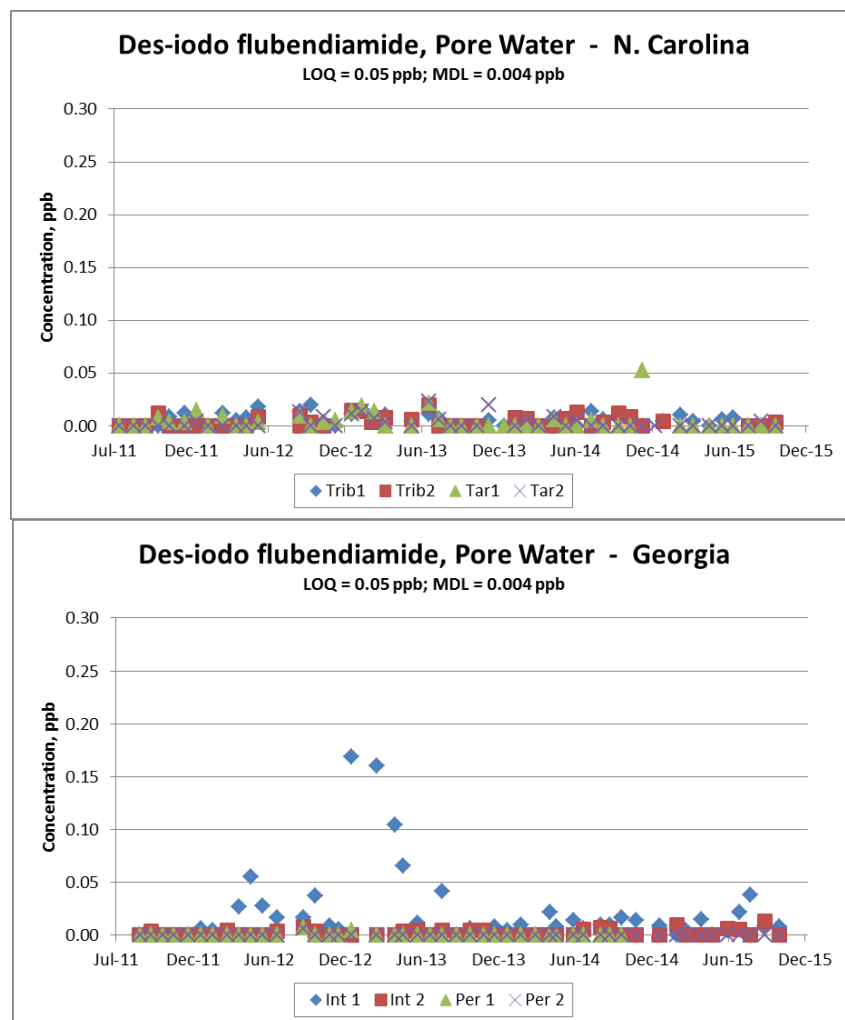 Des-iodo flubendiamide, Pore Water - N. Carolina
LOQ = 0.05 ppb; MDL = 0.004 ppb
Concentration, ppb
0.30
0.25
0.20
0.15
0.10
0.05
0.00
Jul-11 Dec-11 Jun-12 Dec-12 Jun-13 Dec-13 Jun-14 Dec-14 Jun-15 Dec-15
Trib1 Trib2 Tar1 Tar2
Des-iodo flubendiamide, Pore Water - Georgia
LOQ = 0.05 ppb; MDL = 0.004 ppb
Concentration, ppb
0.30
0.25
0.20
0.15
0.10
0.05
0.00
Jul-11 Dec-11 Jun-12 Dec-12 Jun-13 Dec-13 Jun-14 Dec-14 Jun-15 Dec-15
Int 1 Int 2 Per 1 Per 2